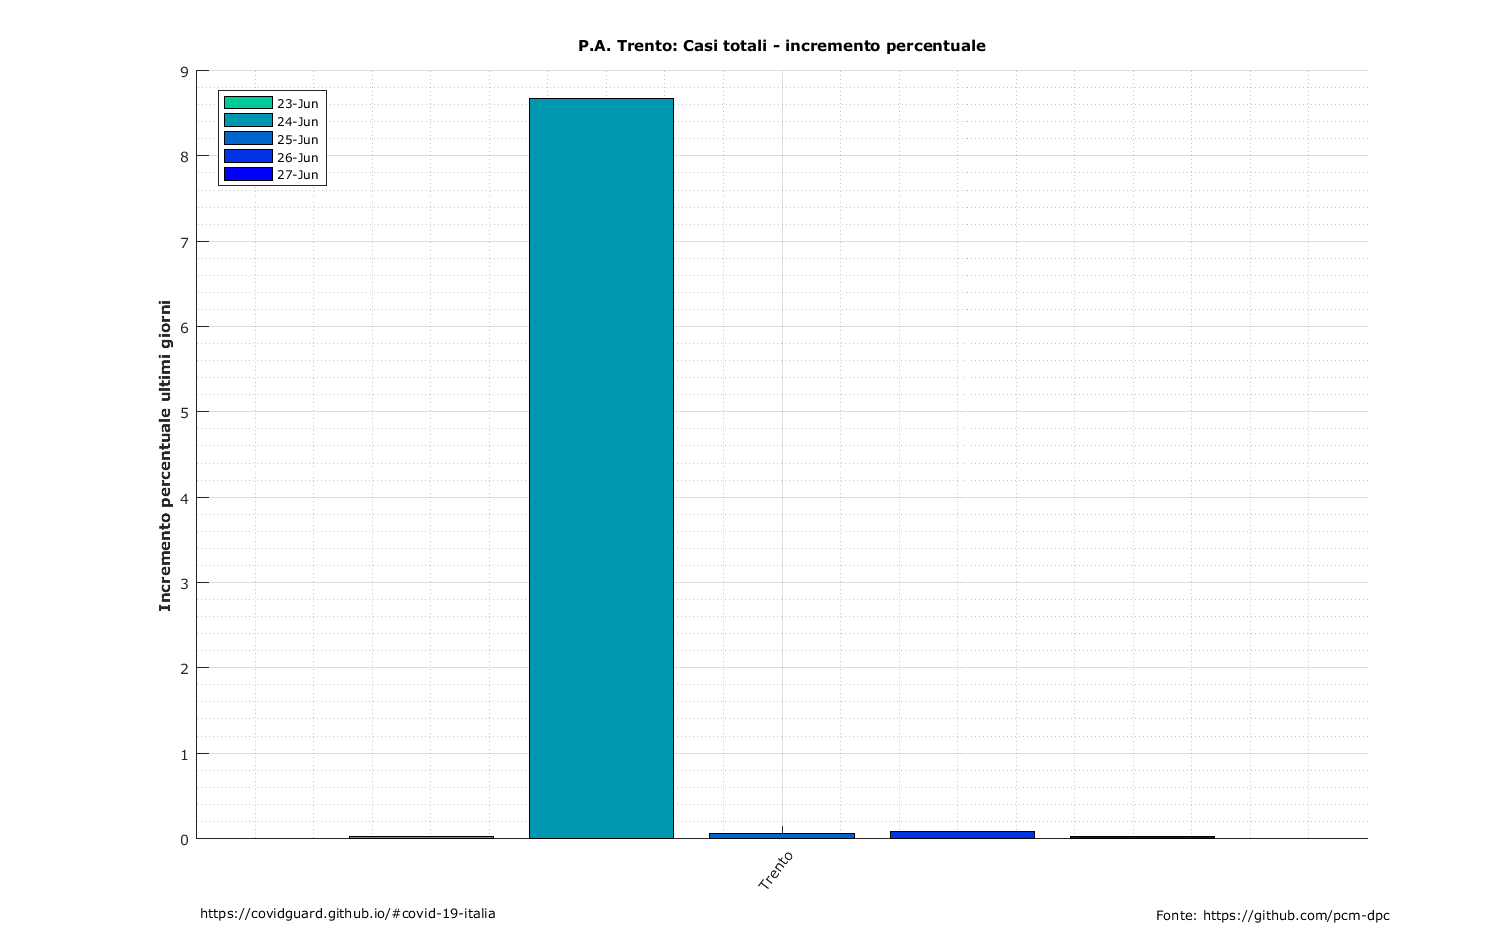 P.A. Trento: Casi totali - incremento percentuale
9
8
7
6
5
4
3
2
1
0
Incremento percentuale ultimi giorni
23-Jun
24-Jun
25-Jun
26-Jun
27-Jun
Trento
https://covidguard.github.io/#covid-19-italia
Fonte: https://github.com/pcm-dpc